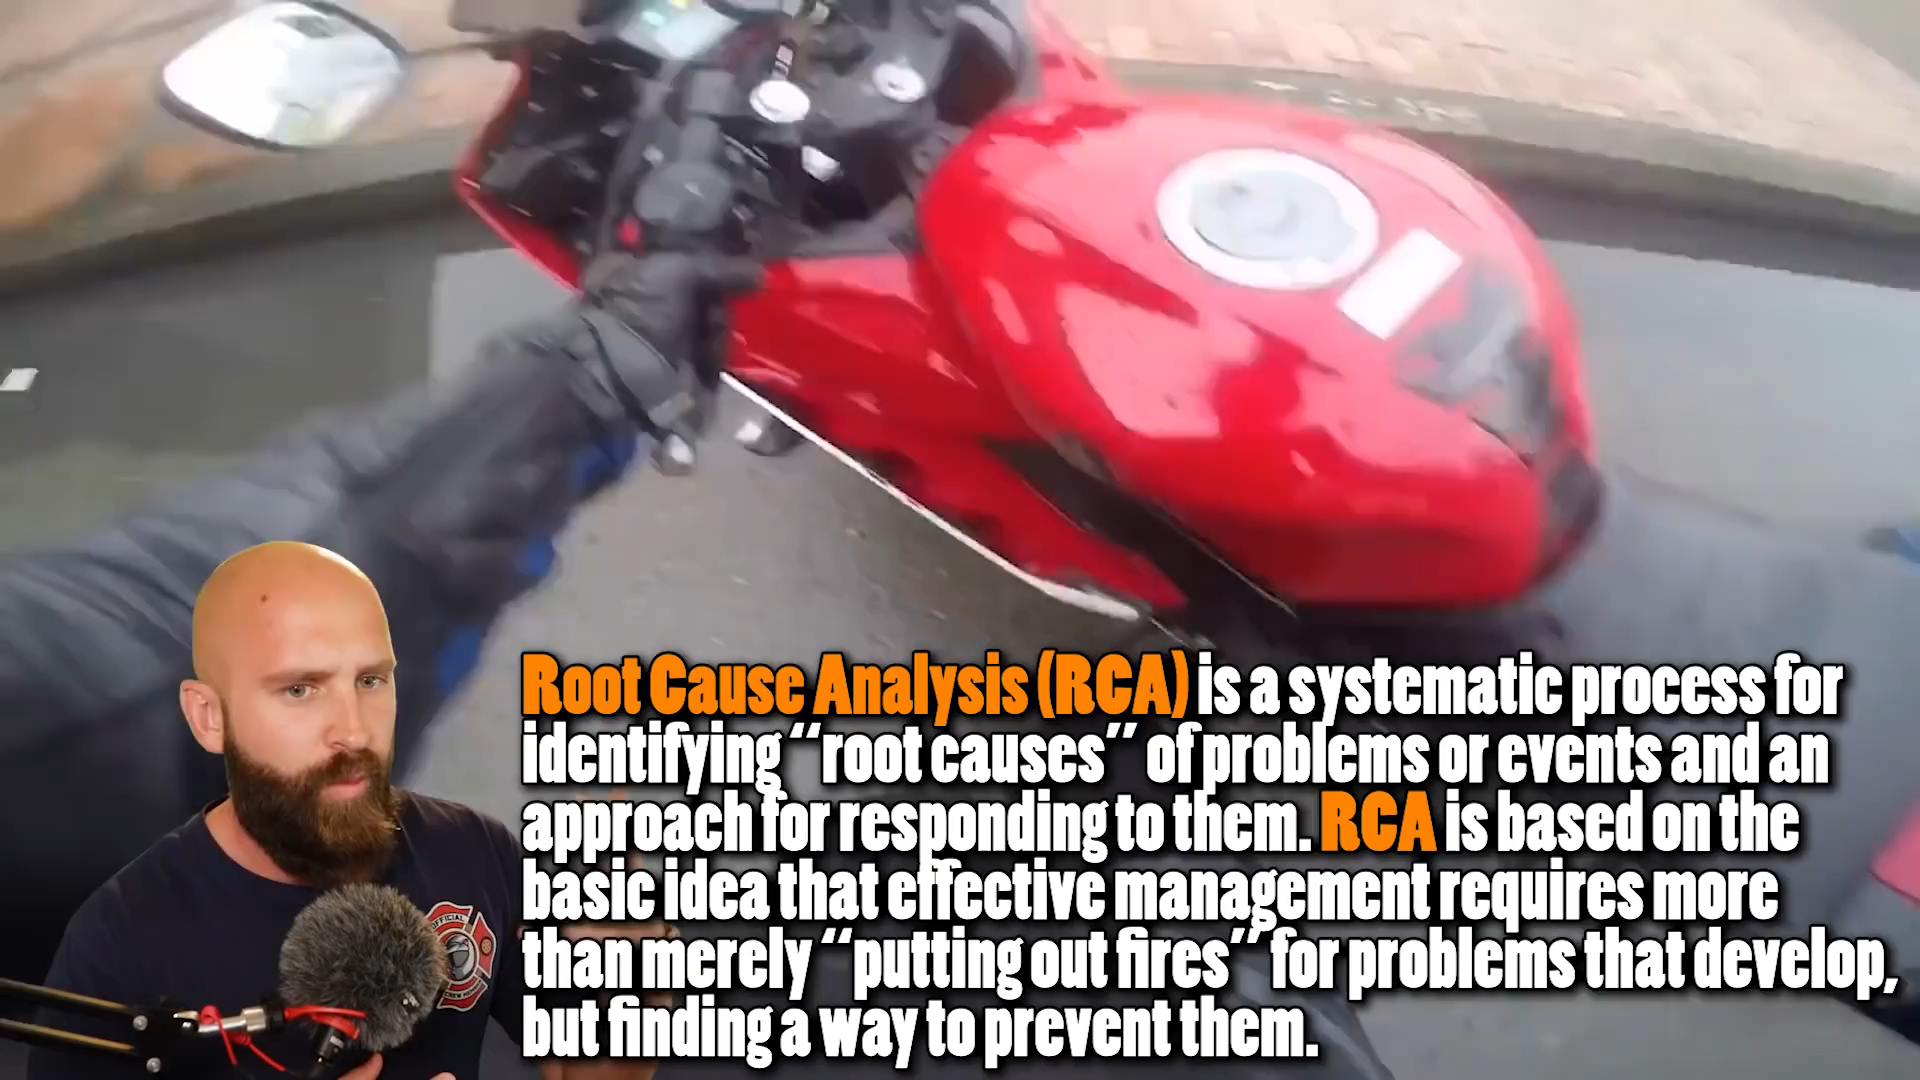 Root Cause Analysis (RCA) is a systematic process for
identifying “root causes” of problems or events and an
approach for responding to them. RCA is based on the
basic idea that effective management requires more
than merely “putting out fires” for problems that develop,
but finding a way to prevent them.
OFFICIAL